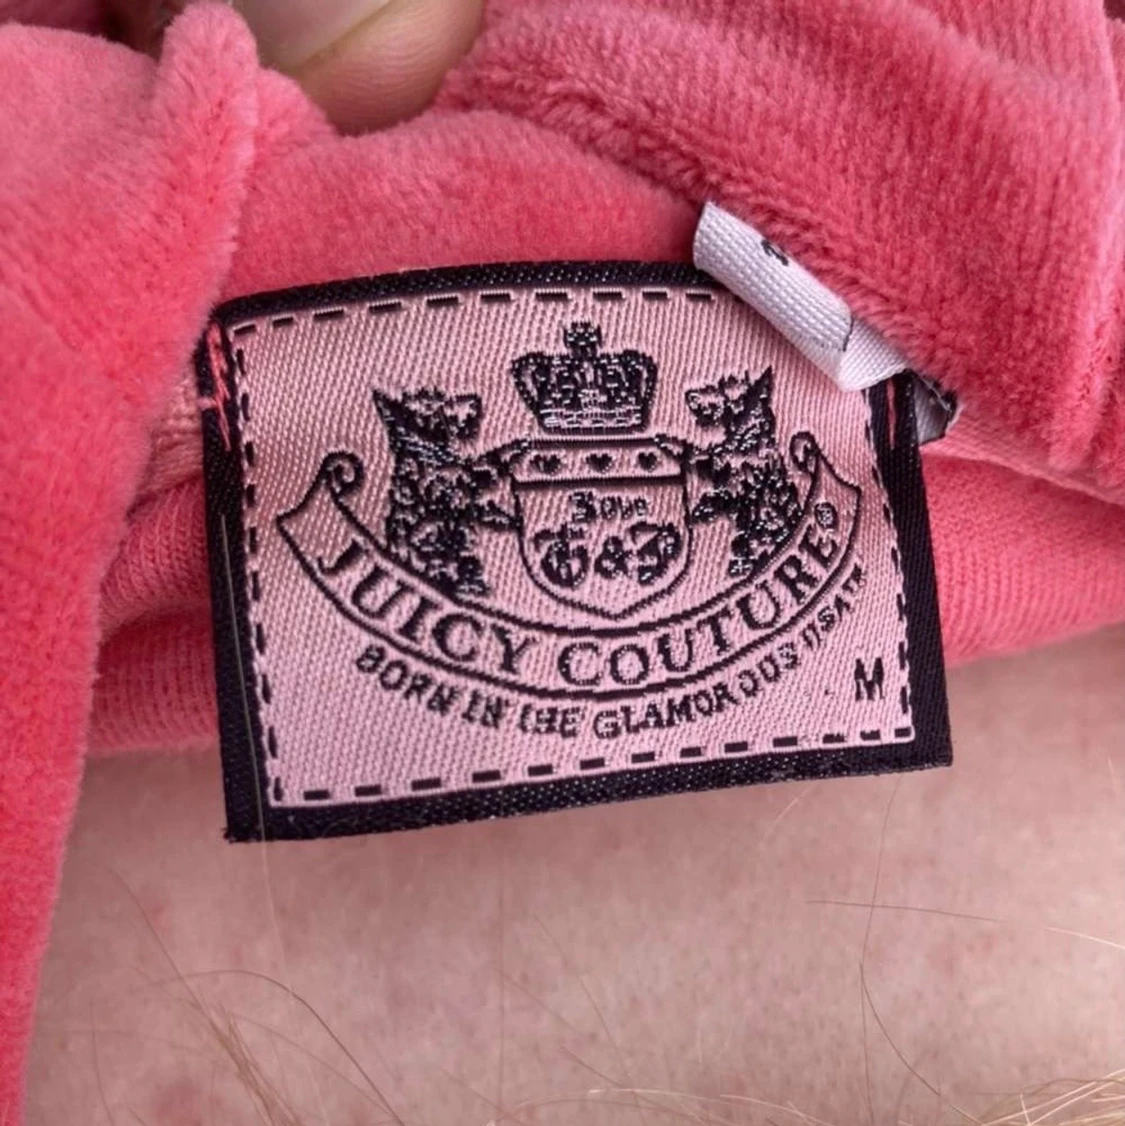 Love
G&P
JUICY COUTURE®
BORN IN THE GLAMOROUS USA
M